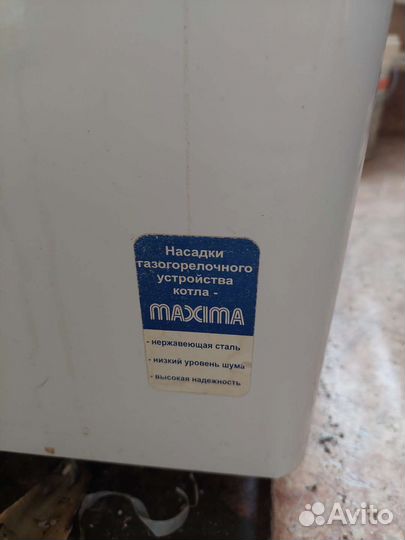 Насадки
газогорелочного
устройства
котла -
MAXIMA
- нержавеющая сталь
- низкий уровень шума
- высокая надежность
Avito